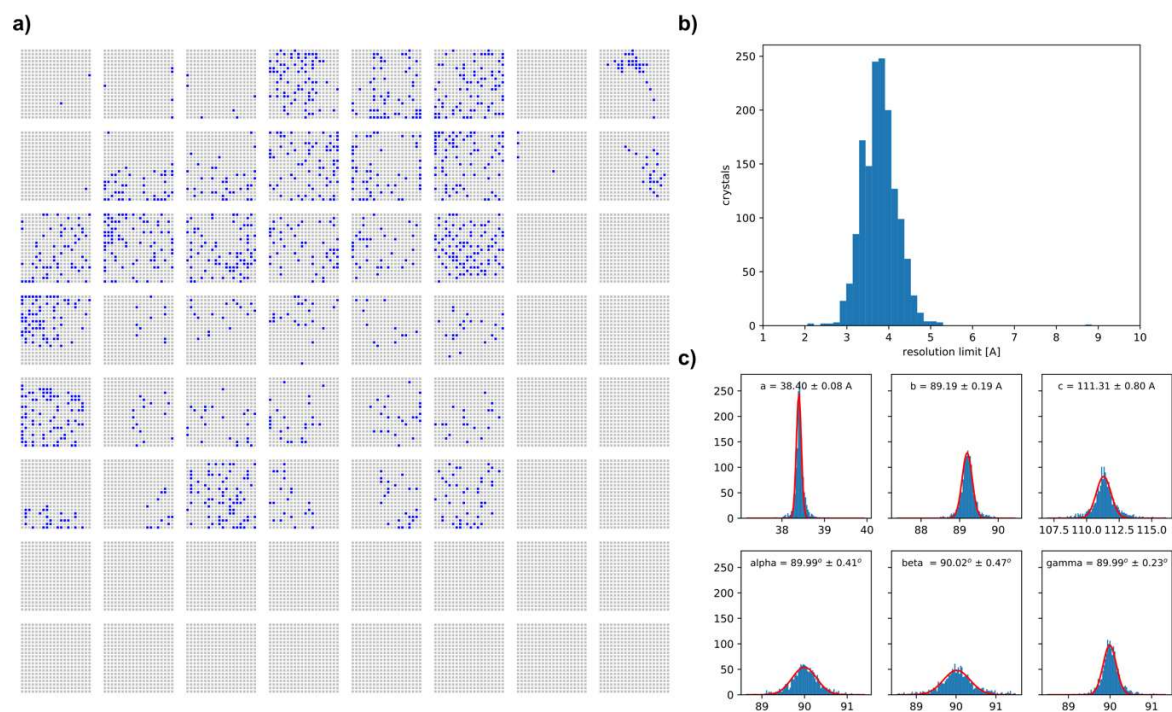 a)
b)
250
200
150
100
50
0
crystals
1 2 3 4 5 6 7 8 9 10
resolution limit [A]
c)
a = 38.40 ± 0.08 A
b = 89.19 ± 0.19 A
c = 111.31 ± 0.80 A
250
200
150
100
50
0
38 39 40
88 89 90
107.5 110.0 112.5 115.0
alpha = 89.99° ± 0.41°
beta = 90.02° ± 0.47°
gamma = 89.99° ± 0.23°
250
200
150
100
50
0
89 90 91
89 90 91
89 90 91